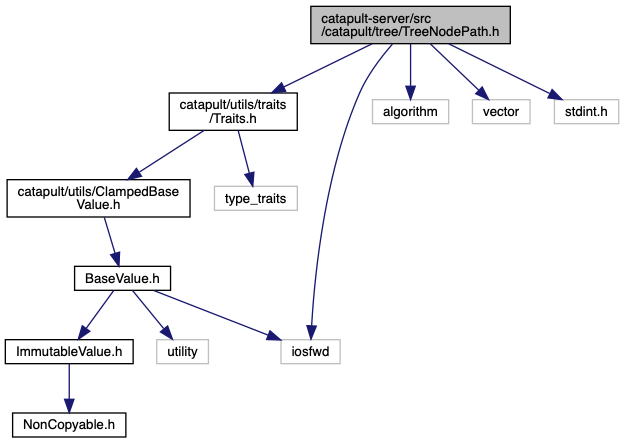 catapult-server/src
/catapult/tree/TreeNodePath.h
catapult/utils/traits
/Traits.h
algorithm
vector
stdint.h
catapult/utils/ClampedBase
Value.h
type_traits
BaseValue.h
ImmutableValue.h
utility
iosfwd
NonCopyable.h